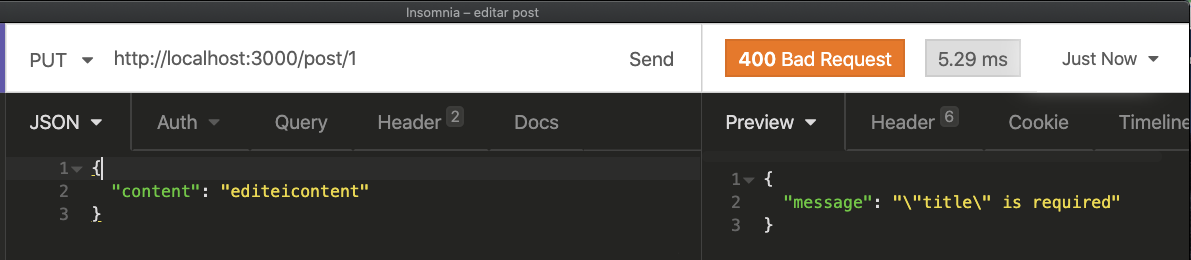 Insomnia – editar post
PUT http://localhost:3000/post/1 Send 400 Bad Request 5.29 ms Just Now
JSON Auth Query Header 2 Docs Preview Header 6 Cookie Timeline
1 {
2 "content": "editeicontent"
3 }
1 {
2 "message": "\"title\" is required"
3 }